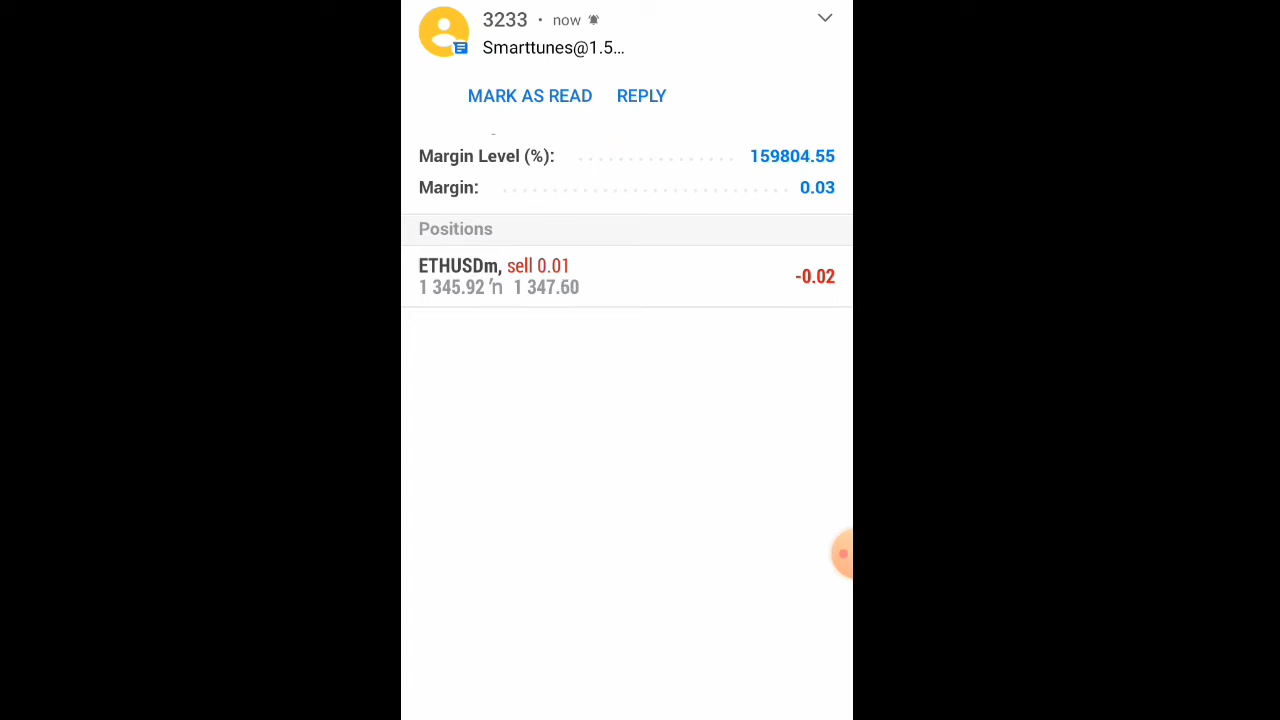 3233 · now
Smarttunes@1.5...
MARK AS READ REPLY
Margin Level (%): 159804.55
Margin: 0.03
Positions
ETHUSDm, sell 0.01
-0.02
1 345.92 1 347.60